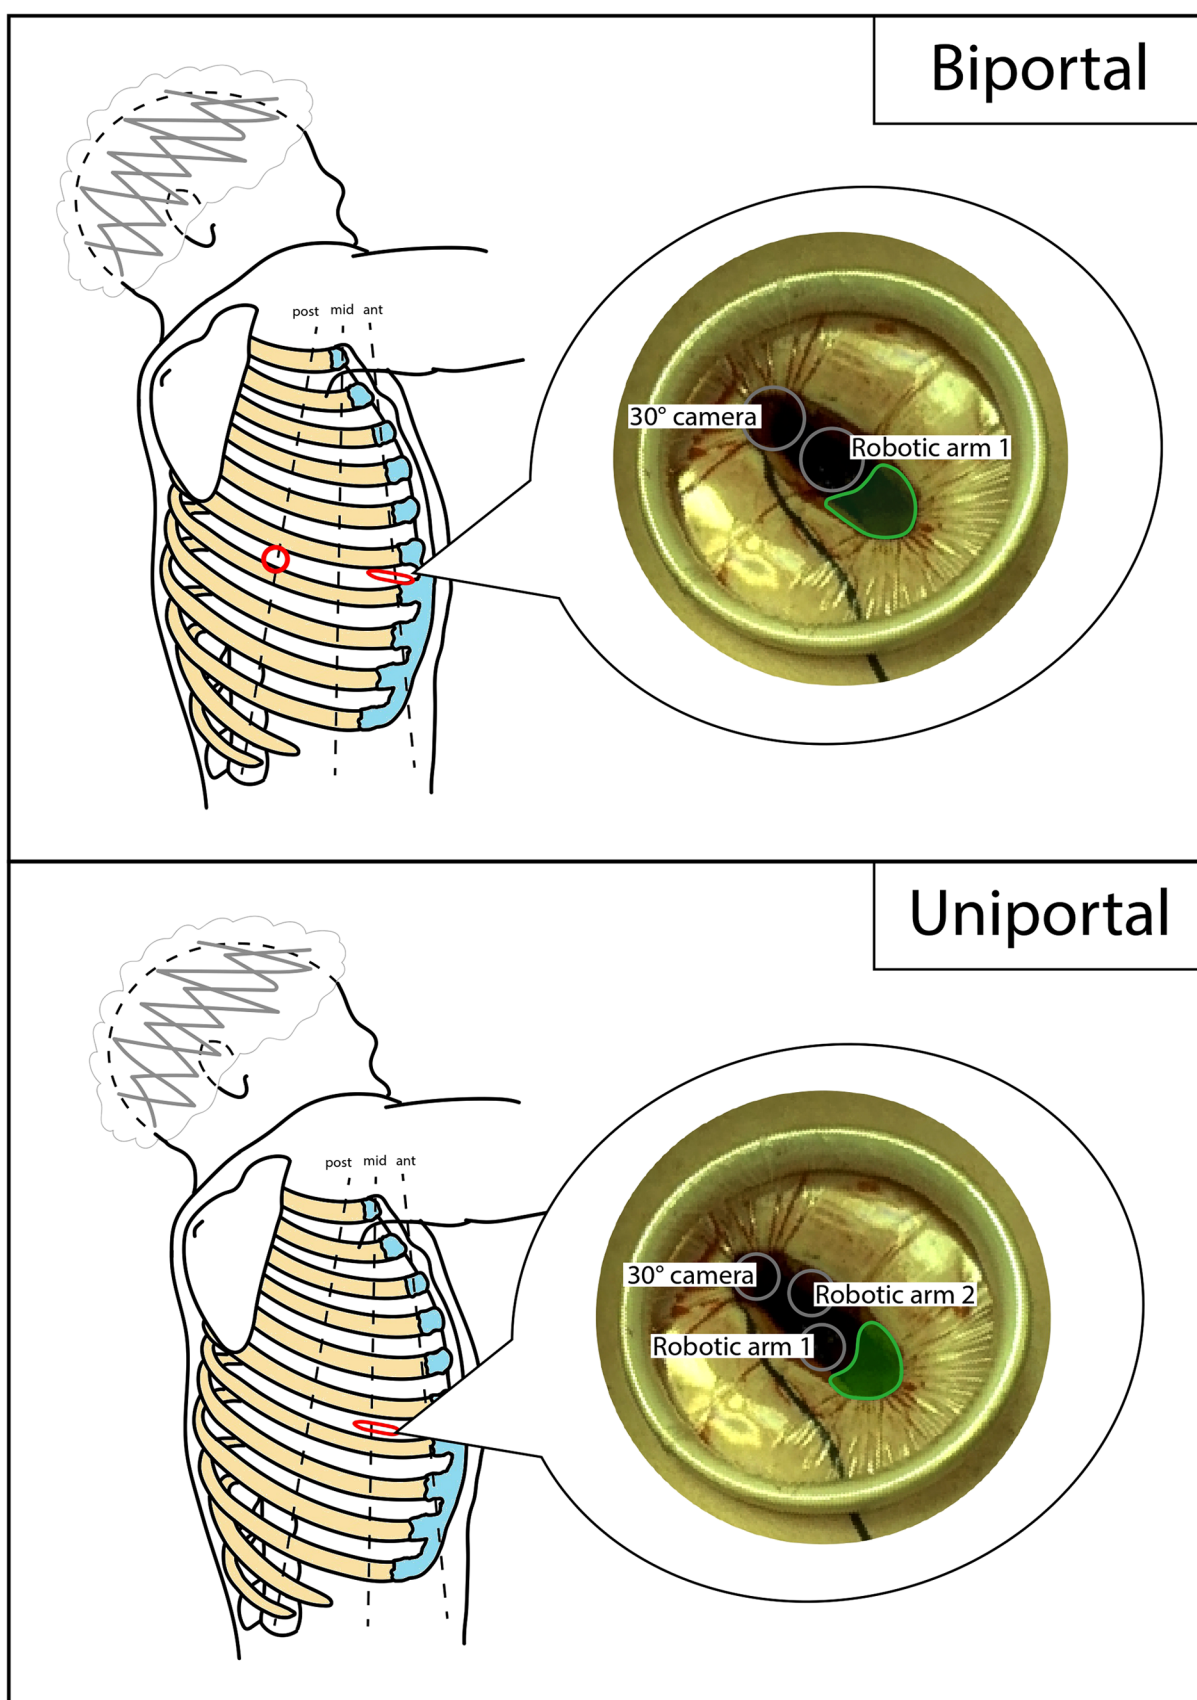 Biportal
post mid ant
30° camera
Robotic arm 1
Uniportal
post mid ant
30° camera
Robotic arm 2
Robotic arm 1